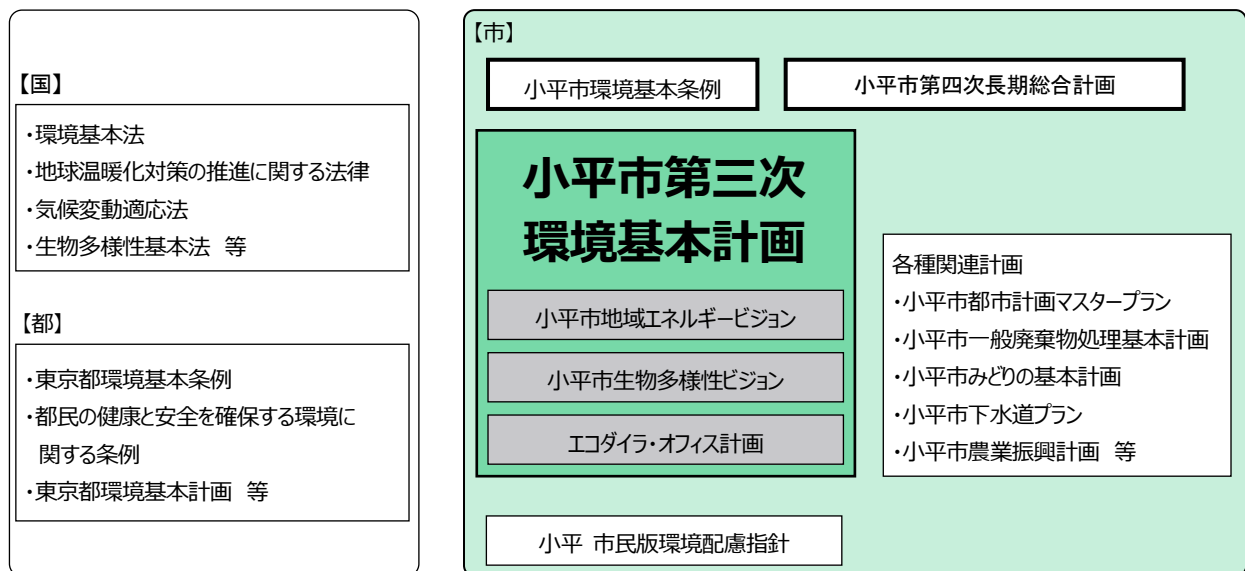 【国】
・環境基本法
・地球温暖化対策の推進に関する法律
・気候変動適応法
・生物多様性基本法 等
【都】
・東京都環境基本条例
・都民の健康と安全を確保する環境に
関する条例
・東京都環境基本計画 等
【市】
小平市環境基本条例
小平市第四次長期総合計画
小平市第三次
環境基本計画
小平市地域エネルギービジョン
小平市生物多様性ビジョン
エコダイラ・オフィス計画
小平 市民版環境配慮指針
各種関連計画
・小平市都市計画マスタープラン
・小平市一般廃棄物処理基本計画
・小平市みどりの基本計画
・小平市下水道プラン
・小平市農業振興計画 等